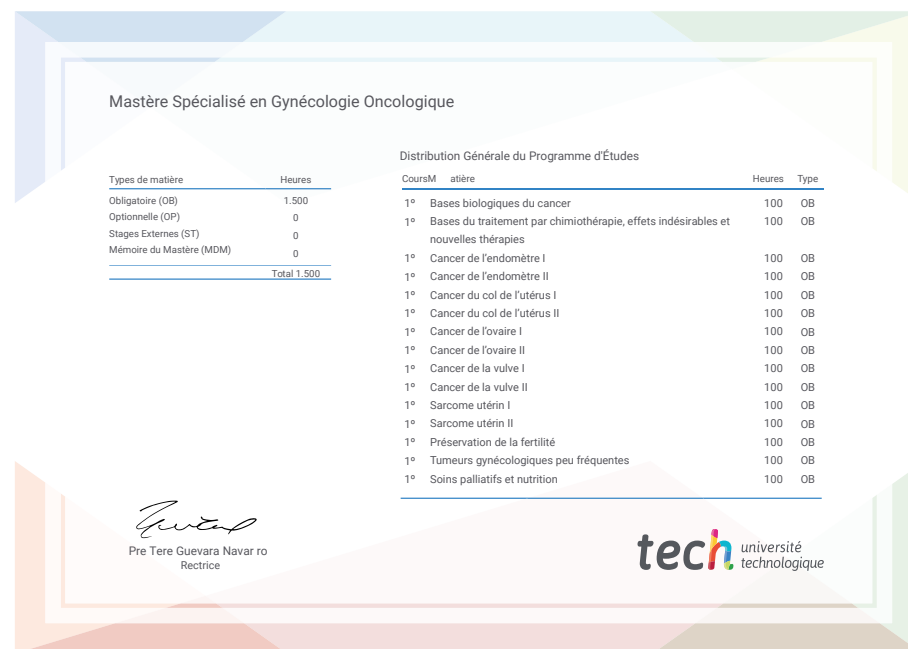 Mastère Spécialisé en Gynécologie Oncologique
Types de matière Heures
Obligatoire (OB) 1.500
Optionnelle (OP) 0
Stages Externes (ST) 0
Mémoire du Mastère (MDM) 0
Total 1.500
Distribution Générale du Programme d'Études
CoursM atière Heures Type
1º Bases biologiques du cancer 100 OB
1º Bases du traitement par chimiothérapie, effets indésirables et 100 OB
nouvelles thérapies
1º Cancer de l'endomètre I 100 OB
1º Cancer de l'endomètre II 100 OB
1º Cancer du col de l'utérus I 100 OB
1º Cancer du col de l'utérus II 100 OB
1º Cancer de l'ovaire I 100 OB
1º Cancer de l'ovaire II 100 OB
1º Cancer de la vulve I 100 OB
1º Cancer de la vulve II 100 OB
1º Sarcome utérin I 100 OB
1º Sarcome utérin II 100 OB
1º Préservation de la fertilité 100 OB
1º Tumeurs gynécologiques peu fréquentes 100 OB
1º Soins palliatifs et nutrition 100 OB
Pre Tere Guevara Navar ro
Rectrice
tech université
technologique